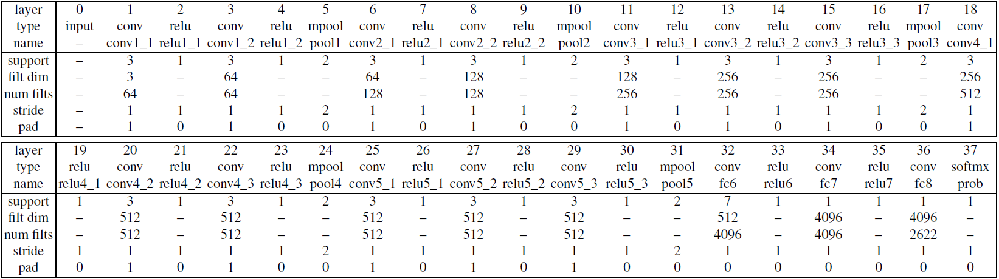 layer 0 1 2 3 4 5 6 7 8 9 10 11 12 13 14 15 16 17 18
type input conv relu conv relu mpool conv relu conv relu mpool conv relu conv relu conv relu mpool conv
name – conv1_1 relu1_1 conv1_2 relu1_2 pool1 conv2_1 relu2_1 conv2_2 relu2_2 pool2 conv3_1 relu3_1 conv3_2 relu3_2 conv3_3 relu3_3 pool3 conv4_1
support – 3 1 3 1 2 3 1 3 1 2 3 1 3 1 3 1 2 3
filt dim – 3 – 64 – – 64 – 128 – – 128 – 256 – 256 – – 256
num filts – 64 – 64 – – 128 – 128 – – 256 – 256 – 256 – – 512
stride – 1 1 1 1 2 1 1 1 1 2 1 1 1 1 1 1 2 1
pad – 1 0 1 0 0 1 0 1 0 0 1 0 1 0 1 0 0 1
layer 19 20 21 22 23 24 25 26 27 28 29 30 31 32 33 34 35 36 37
type relu conv relu conv relu mpool conv relu conv relu conv relu mpool conv relu conv relu conv softmx
name relu4_1 conv4_2 relu4_2 conv4_3 relu4_3 pool4 conv5_1 relu5_1 conv5_2 relu5_2 conv5_3 relu5_3 pool5 fc6 relu6 fc7 relu7 fc8 prob
support 1 3 1 3 1 2 3 1 3 1 3 1 2 7 1 1 1 1 1
filt dim – 512 – 512 – – 512 – 512 – 512 – – 512 – 4096 – 4096 –
num filts – 512 – 512 – – 512 – 512 – 512 – – 4096 – 4096 – 2622 –
stride 1 1 1 1 1 2 1 1 1 1 1 1 2 1 1 1 1 1 1
pad 0 1 0 1 0 0 1 0 1 0 1 0 0 0 0 0 0 0 0